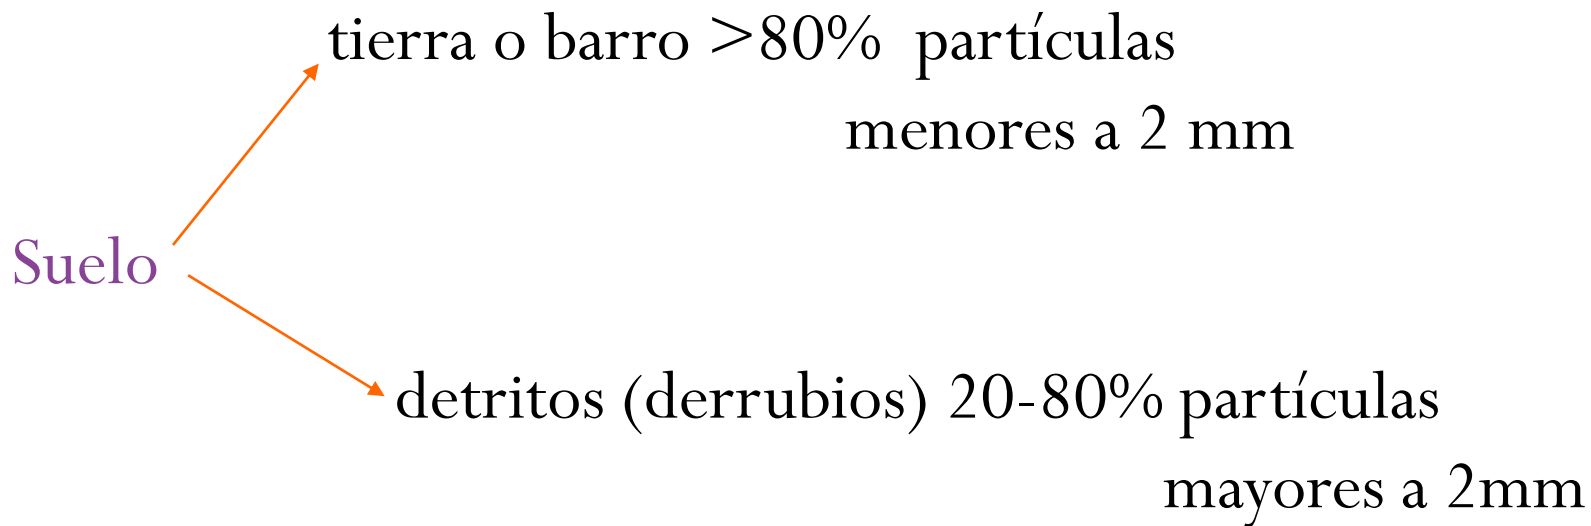 tierra o barro >80% partículas
menores a 2 mm
Suelo
detritos (derrubios) 20-80% partículas
mayores a 2mm